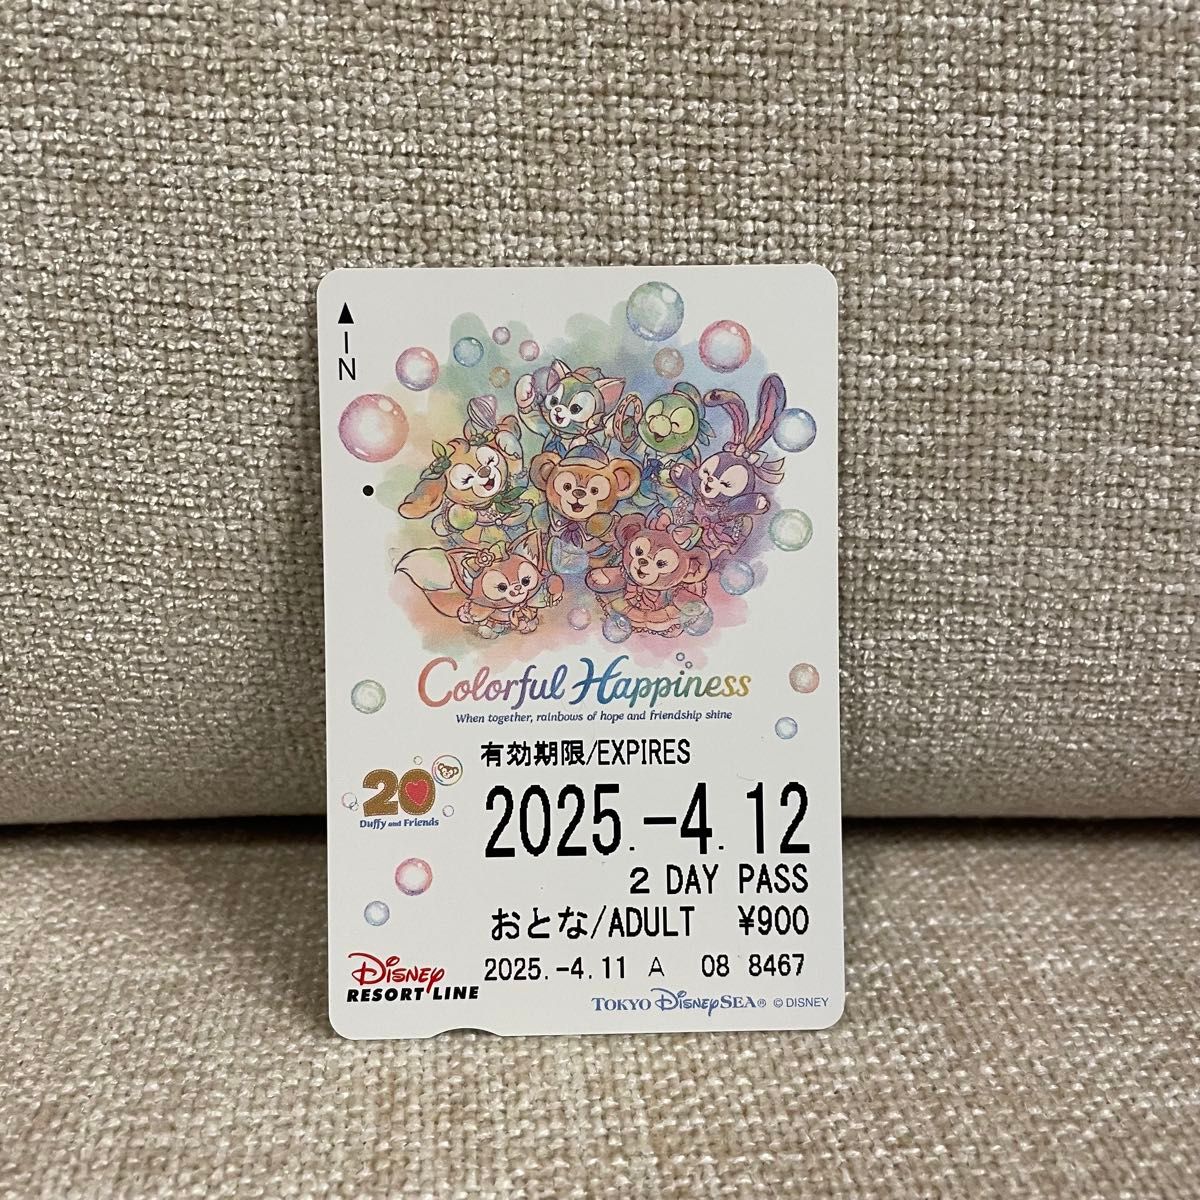 ▲IN
Colorful Happiness
When together, rainbows of hope and friendship shine
有効期限/EXPIRES
2025.-4.12
20
Duffy and Friends
2 DAY PASS
おとな/ADULT ¥900
2025.-4.11 A 08 8467
Disney
RESORT LINE
TOKYO DisneySEA® © DISNEY